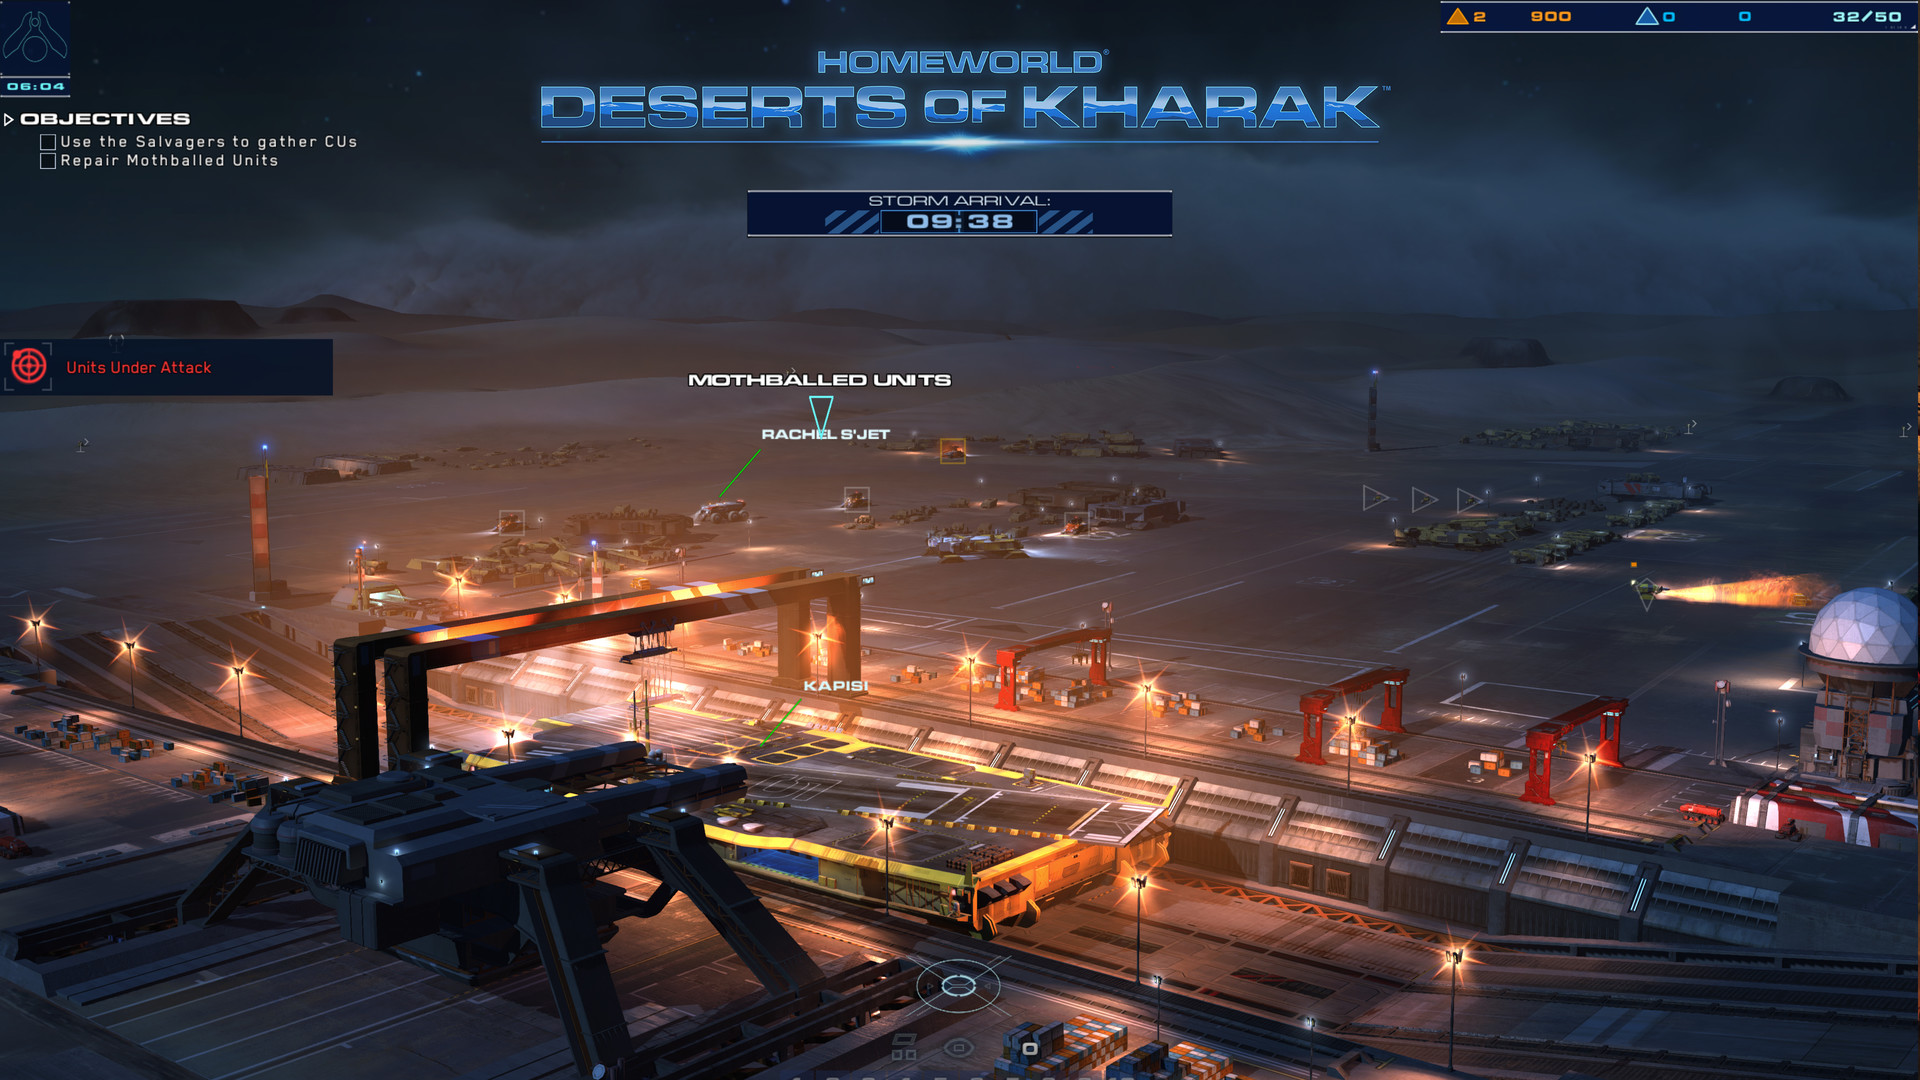 2 900 0 0 32/50
HOMEWORLD®
DESERTS OF KHARAK™
06:04
OBJECTIVES
Use the Salvagers to gather CUs
Repair Mothballed Units
STORM ARRIVAL:
09:38
Units Under Attack
MOTHBALLED UNITS
RACHEL S'JET
KAPISI